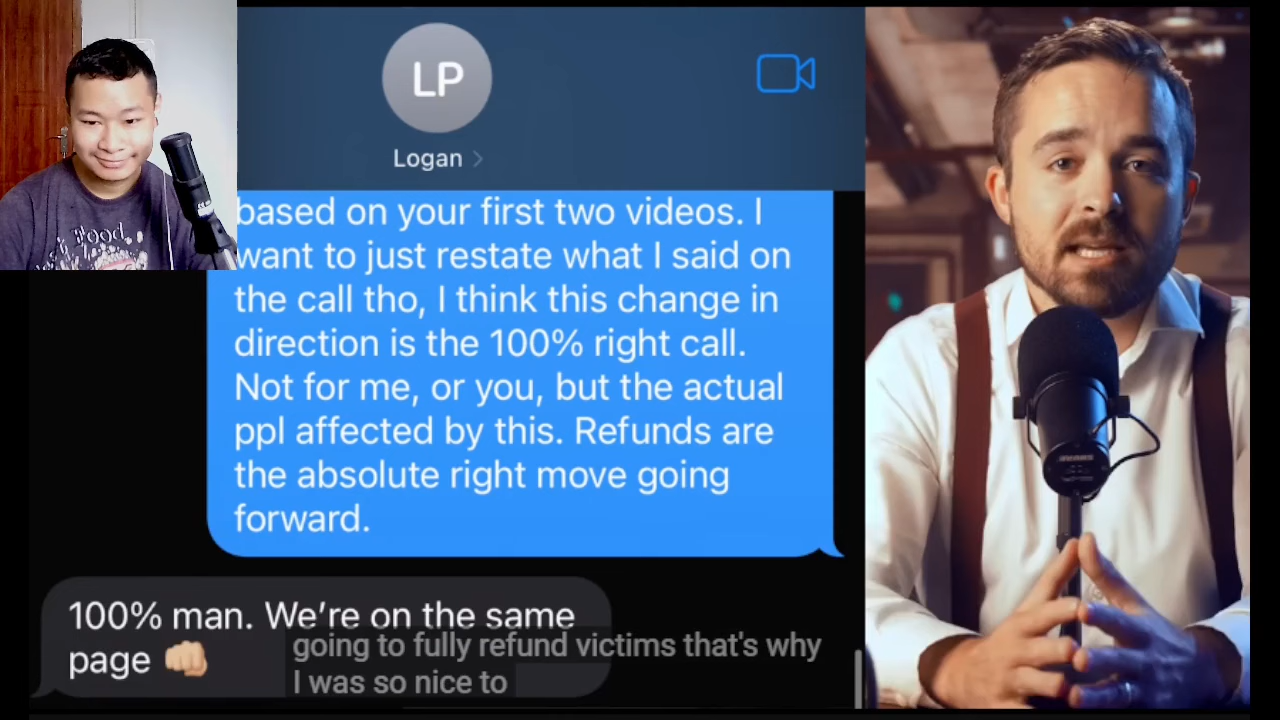 LP
Logan
based on your first two videos. I
want to just restate what I said on
the call tho, I think this change in
direction is the 100% right call.
Not for me, or you, but the actual
ppl affected by this. Refunds are
the absolute right move going
forward.
100% man. We're on the same
page 👊🏼
going to fully refund victims that's why
I was so nice to
Food